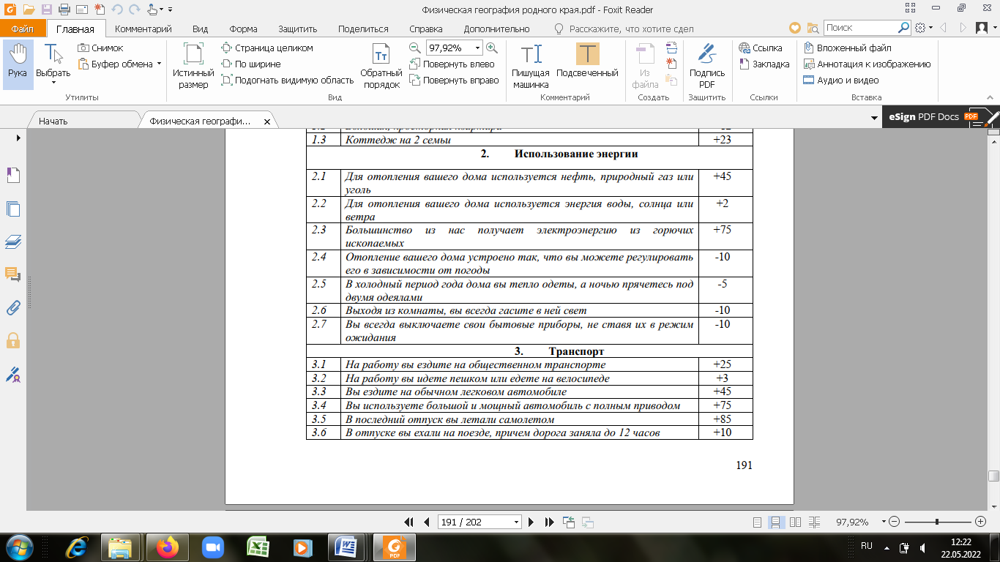 Физическая география родного края.pdf - Foxit Reader
Файл Главная Комментарий Вид Форма Защитить Поделиться Справка Дополнительно Расскажите, что хотите сдел Поиск
Рука
Выбрать
Снимок
Буфер обмена
Утилиты
Истинный размер
Страница целиком
По ширине
Подогнать видимую область
Обратный порядок
97,92%
Повернуть влево
Повернуть вправо
Вид
Пишущая машинка
Подсвеченный
Комментарий
Из файла
Создать
Подпись PDF
Защитить
Ссылка
Закладка
Ссылки
Вложенный файл
Аннотация к изображению
Аудио и видео
Вставка
Начать
Физическая географи...
eSign PDF Docs
PDF
1.3 Коттедж на 2 семьи +23
2. Использование энергии
2.1 Для отопления вашего дома используется нефть, природный газ или +45
уголь
2.2 Для отопления вашего дома используется энергия воды, солнца или +2
ветра
2.3 Большинство из нас получает электроэнергию из горючих +75
ископаемых
2.4 Отопление вашего дома устроено так, что вы можете регулировать -10
его в зависимости от погоды
2.5 В холодный период года дома вы тепло одеты, а ночью прячетесь под -5
двумя одеялами
2.6 Выходя из комнаты, вы всегда гасите в ней свет -10
2.7 Вы всегда выключаете свои бытовые приборы, не ставя их в режим -10
ожидания
3. Транспорт
3.1 На работу вы ездите на общественном транспорте +25
3.2 На работу вы идете пешком или едете на велосипеде +3
3.3 Вы ездите на обычном легковом автомобиле +45
3.4 Вы используете большой и мощный автомобиль с полным приводом +75
3.5 В последний отпуск вы летали самолетом +85
3.6 В отпуске вы ехали на поезде, причем дорога заняла до 12 часов +10
191
191 / 202
97,92%
RU
12:22
22.05.2022